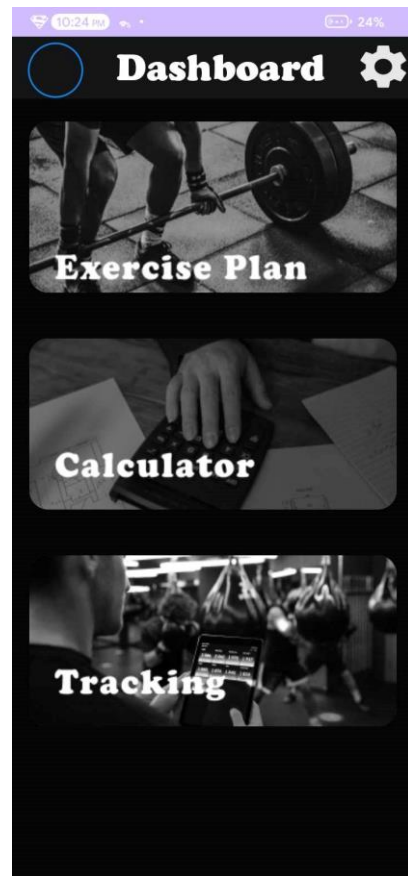 10:24 PM
24%
Dashboard
Exercise Plan
Calculator
Tracking